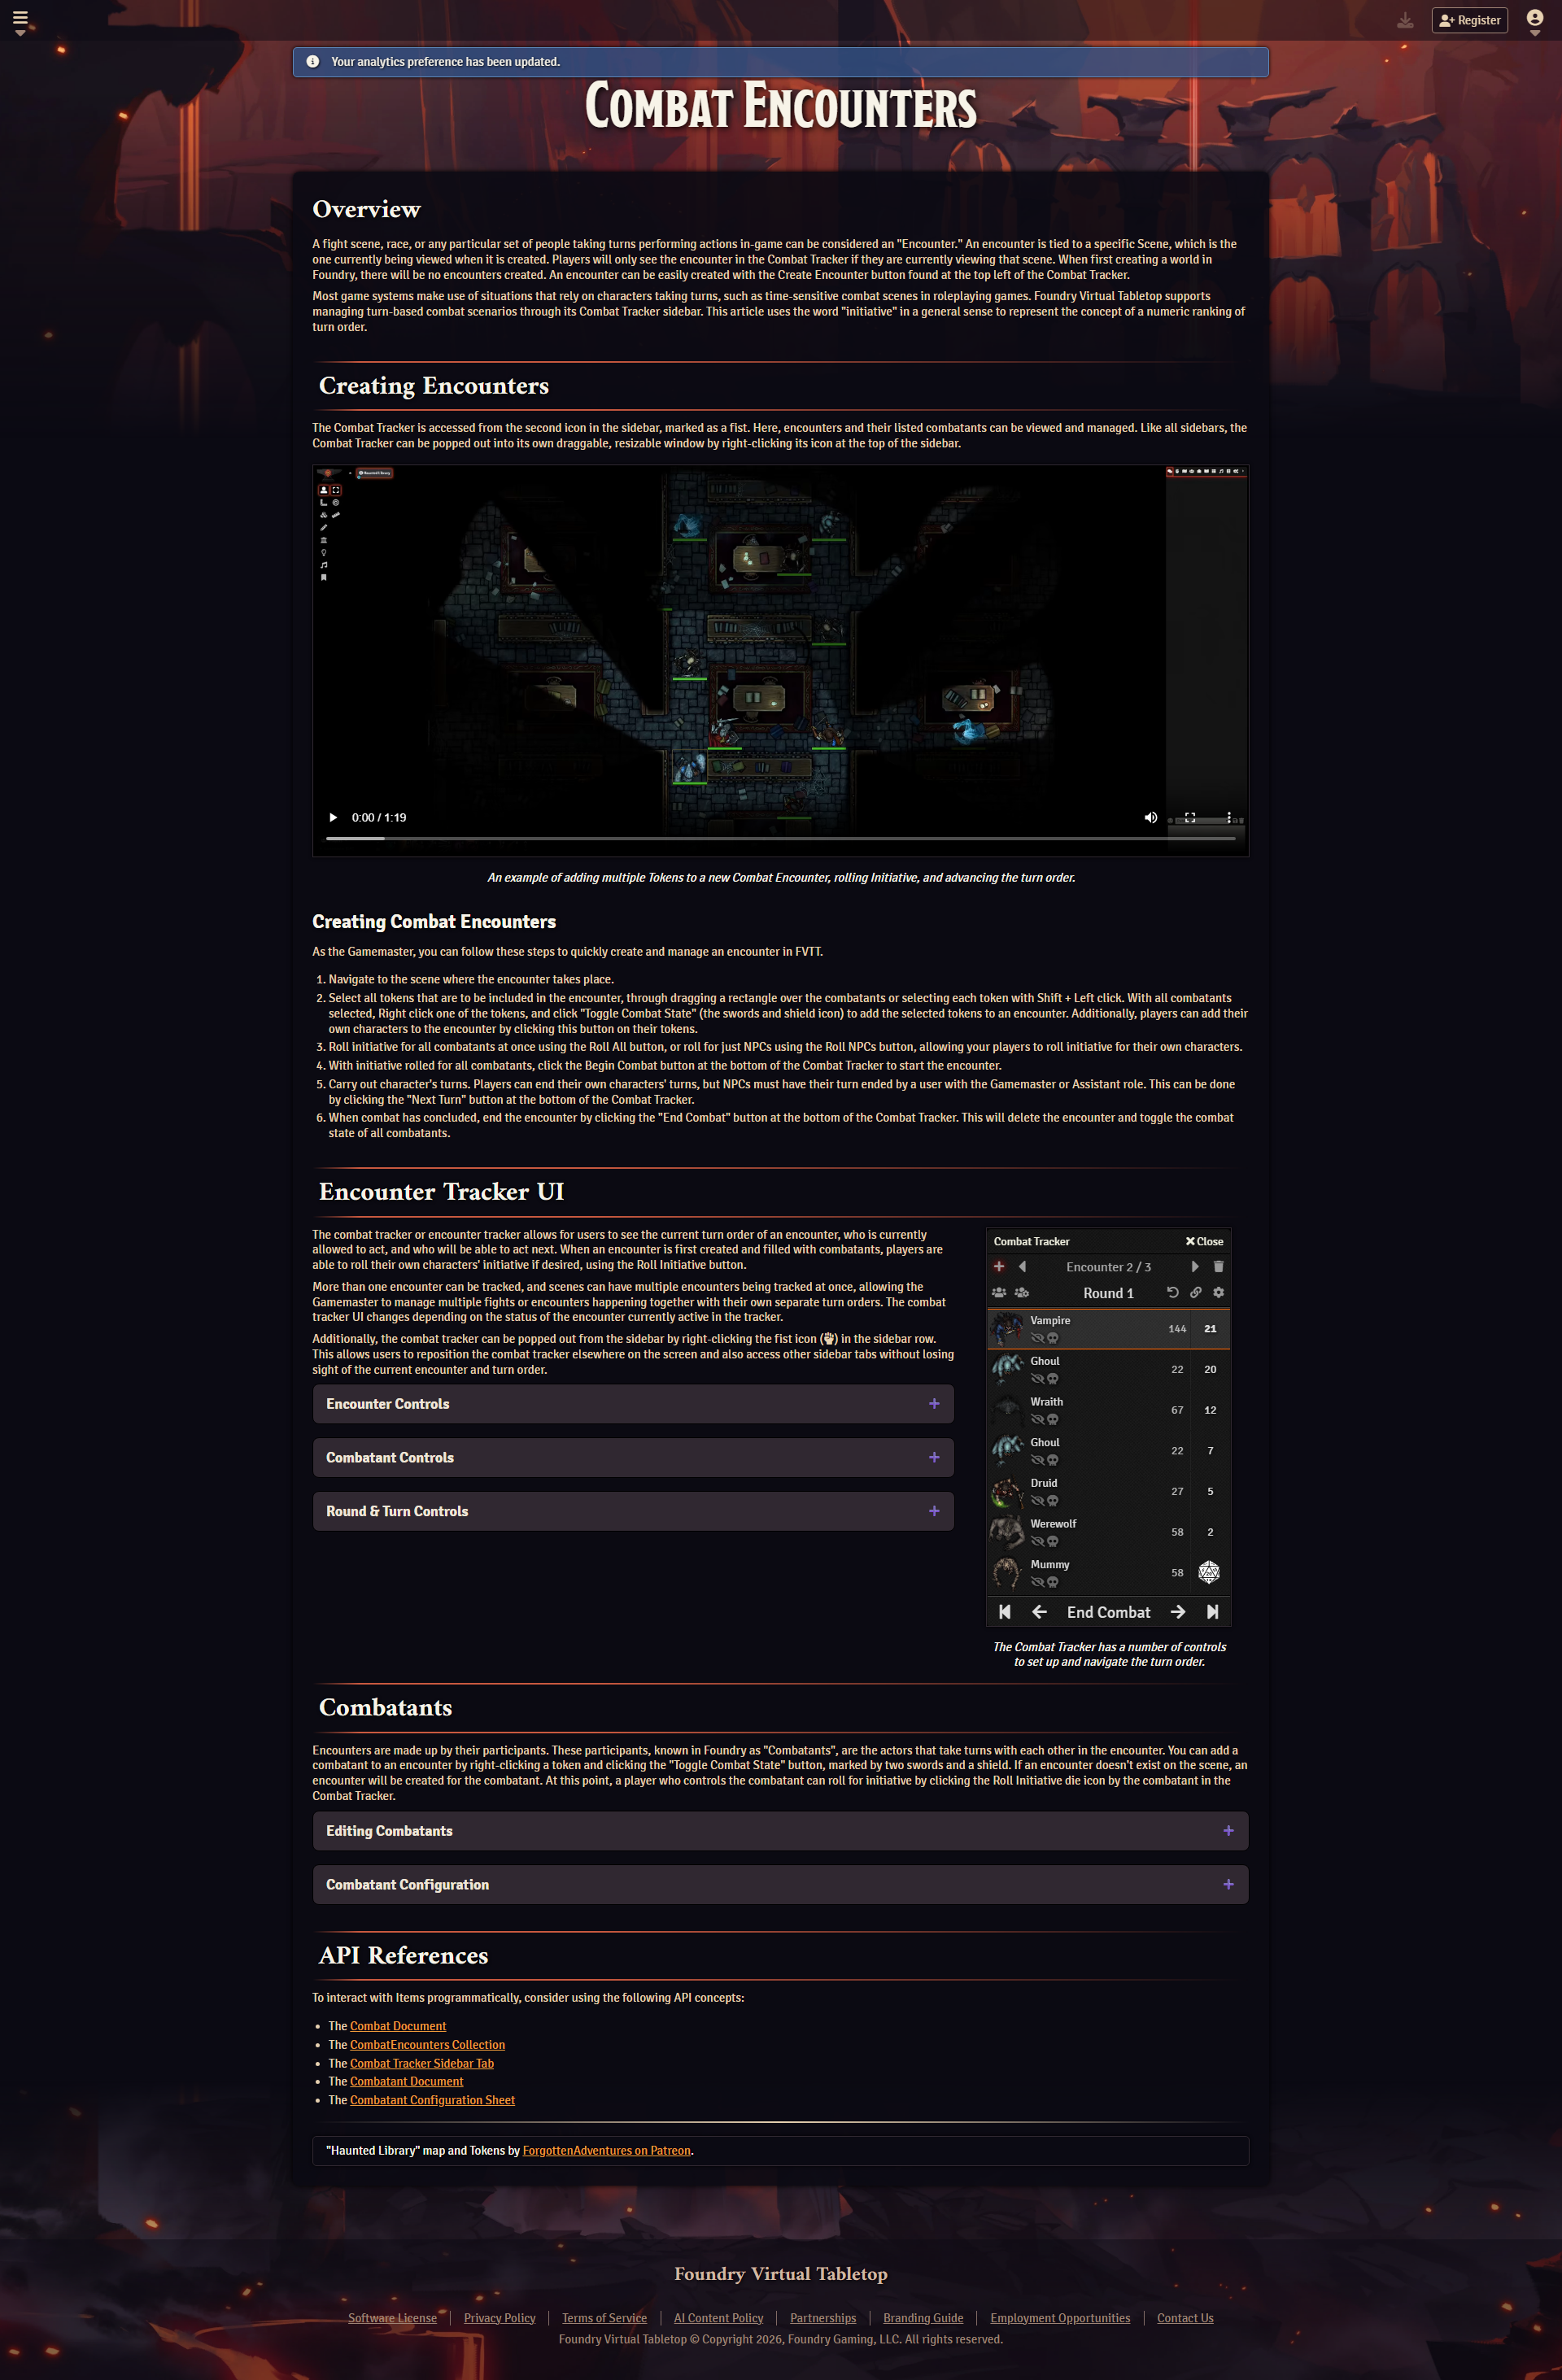 Register
Your analytics preference has been updated.
Combat Encounters
Overview
A fight scene, race, or any particular set of people taking turns performing actions in-game can be considered an "Encounter." An encounter is tied to a specific Scene, which is the
one currently being viewed when it is created. Players will only see the encounter in the Combat Tracker if they are currently viewing that scene. When first creating a world in
Foundry, there will be no encounters created. An encounter can be easily created with the Create Encounter button found at the top left of the Combat Tracker.
Most game systems make use of situations that rely on characters taking turns, such as time-sensitive combat scenes in roleplaying games. Foundry Virtual Tabletop supports
managing turn-based combat scenarios through its Combat Tracker sidebar. This article uses the word "initiative" in a general sense to represent the concept of a numeric ranking of
turn order.
Creating Encounters
The Combat Tracker is accessed from the second icon in the sidebar, marked as a fist. Here, encounters and their listed combatants can be viewed and managed. Like all sidebars, the
Combat Tracker can be popped out into its own draggable, resizable window by right-clicking its icon at the top of the sidebar.
Haunted Library
0:00 / 1:19
An example of adding multiple Tokens to a new Combat Encounter, rolling Initiative, and advancing the turn order.
Creating Combat Encounters
As the Gamemaster, you can follow these steps to quickly create and manage an encounter in FVTT.
1. Navigate to the scene where the encounter takes place.
2. Select all tokens that are to be included in the encounter, through dragging a rectangle over the combatants or selecting each token with Shift + Left click. With all combatants
selected, Right click one of the tokens, and click "Toggle Combat State" (the swords and shield icon) to add the selected tokens to an encounter. Additionally, players can add their
own characters to the encounter by clicking this button on their tokens.
3. Roll initiative for all combatants at once using the Roll All button, or roll for just NPCs using the Roll NPCs button, allowing your players to roll initiative for their own characters.
4. With initiative rolled for all combatants, click the Begin Combat button at the bottom of the Combat Tracker to start the encounter.
5. Carry out character's turns. Players can end their own characters' turns, but NPCs must have their turn ended by a user with the Gamemaster or Assistant role. This can be done
by clicking the "Next Turn" button at the bottom of the Combat Tracker.
6. When combat has concluded, end the encounter by clicking the "End Combat" button at the bottom of the Combat Tracker. This will delete the encounter and toggle the combat
state of all combatants.
Encounter Tracker UI
The combat tracker or encounter tracker allows for users to see the current turn order of an encounter, who is currently
allowed to act, and who will be able to act next. When an encounter is first created and filled with combatants, players are
able to roll their own characters' initiative if desired, using the Roll Initiative button.
More than one encounter can be tracked, and scenes can have multiple encounters being tracked at once, allowing the
Gamemaster to manage multiple fights or encounters happening together with their own separate turn orders. The combat
tracker UI changes depending on the status of the encounter currently active in the tracker.
Additionally, the combat tracker can be popped out from the sidebar by right-clicking the fist icon () in the sidebar row.
This allows users to reposition the combat tracker elsewhere on the screen and also access other sidebar tabs without losing
sight of the current encounter and turn order.
Encounter Controls
Combatant Controls
Round & Turn Controls
Combat Tracker Close
Encounter 2 / 3
Round 1
Vampire 144 21
Ghoul 22 20
Wraith 67 12
Ghoul 22 7
Druid 27 5
Werewolf 58 2
Mummy 58
End Combat
The Combat Tracker has a number of controls
to set up and navigate the turn order.
Combatants
Encounters are made up by their participants. These participants, known in Foundry as "Combatants", are the actors that take turns with each other in the encounter. You can add a
combatant to an encounter by right-clicking a token and clicking the "Toggle Combat State" button, marked by two swords and a shield. If an encounter doesn't exist on the scene, an
encounter will be created for the combatant. At this point, a player who controls the combatant can roll for initiative by clicking the Roll Initiative die icon by the combatant in the
Combat Tracker.
Editing Combatants
Combatant Configuration
API References
To interact with Items programmatically, consider using the following API concepts:
• The Combat Document
• The CombatEncounters Collection
• The Combat Tracker Sidebar Tab
• The Combatant Document
• The Combatant Configuration Sheet
"Haunted Library" map and Tokens by ForgottenAdventures on Patreon.
Foundry Virtual Tabletop
Software License Privacy Policy Terms of Service AI Content Policy Partnerships Branding Guide Employment Opportunities Contact Us
Foundry Virtual Tabletop © Copyright 2026, Foundry Gaming, LLC. All rights reserved.